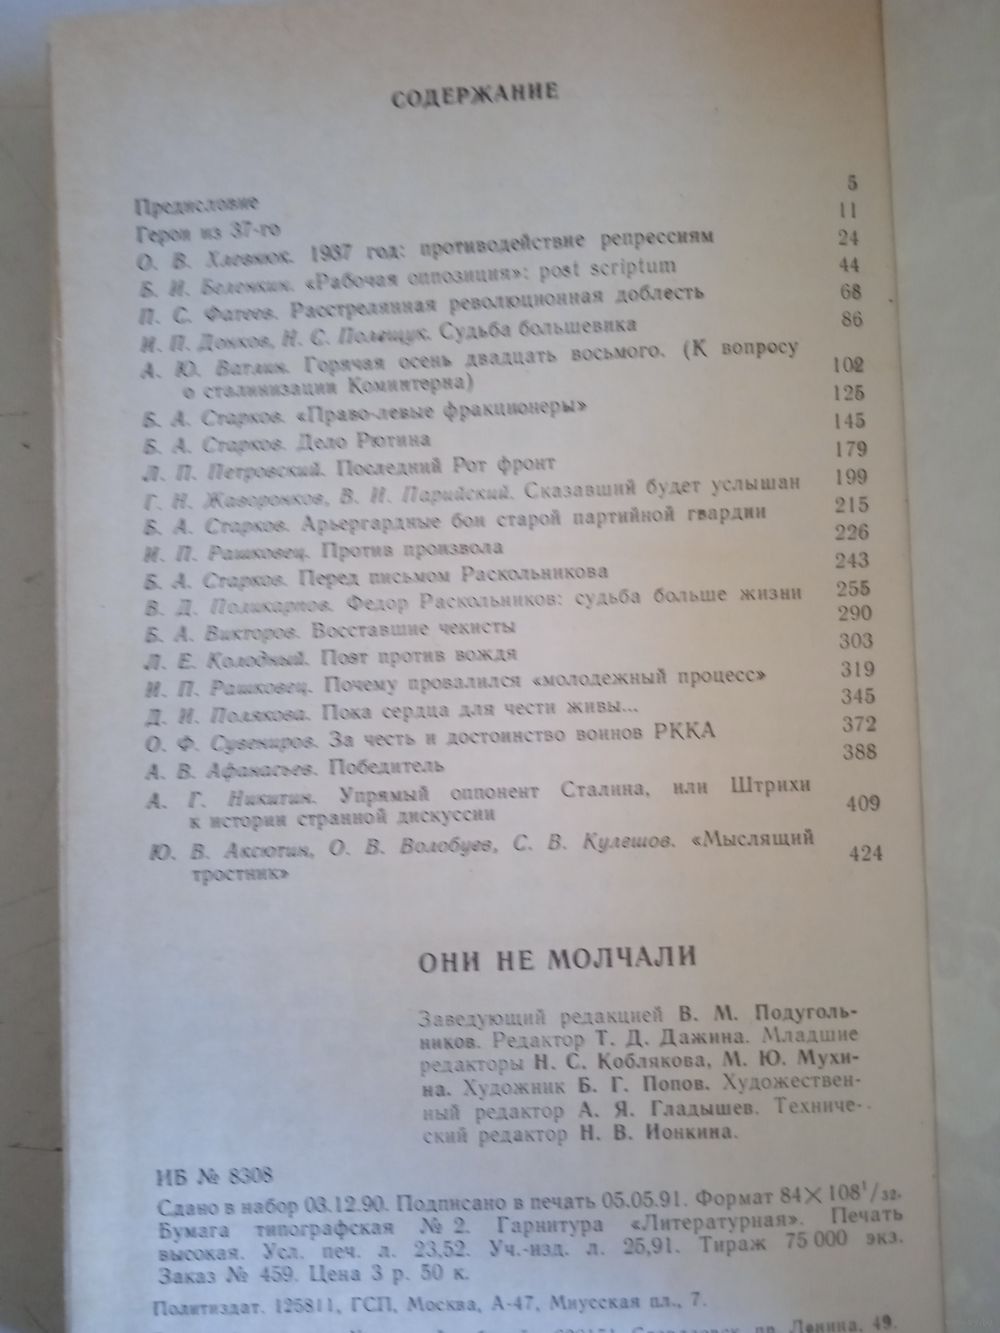 СОДЕРЖАНИЕ
Предисловие 5
Герои из 37-го 11
О. В. Хлевнюк. 1937 год: противодействие репрессиям 24
Б. И. Беленкин. «Рабочая оппозиция»: post scriptum 44
П. С. Фатеев. Расстрелянная революционная доблесть 68
И. П. Донков, Н. С. Полещук. Судьба большевика 86
А. Ю. Ватлин. Горячая осень двадцать восьмого. (К вопросу
о сталинизации Коминтерна) 102
Б. А. Старков. «Право-левые фракционеры» 125
Б. А. Старков. Дело Рютина 145
Л. П. Петровский. Последний Рот фронт 179
Г. Н. Жаворонков, В. И. Парийский. Сказавший будет услышан 199
Б. А. Старков. Арьергардные бои старой партийной гвардии 215
И. П. Рашковец. Против произвола 226
Б. А. Старков. Перед письмом Раскольникова 243
В. Д. Поликарпов. Федор Раскольников: судьба больше жизни 255
Б. А. Викторов. Восставшие чекисты 290
Л. Е. Колодный. Поэт против вождя 303
И. П. Рашковец. Почему провалился «молодежный процесс» 319
Д. И. Полякова. Пока сердца для чести живы... 345
О. Ф. Сувениров. За честь и достоинство воинов РККА 372
А. В. Афанасьев. Победитель 388
А. Г. Никитин. Упрямый оппонент Сталина, или Штрихи
к истории странной дискуссии 409
Ю. В. Аксютин, О. В. Волобуев, С. В. Кулешов. «Мыслящий
тростник» 424
ОНИ НЕ МОЛЧАЛИ
Заведующий редакцией В. М. Подуголь-
ников. Редактор Т. Д. Дажина. Младшие
редакторы Н. С. Коблякова, М. Ю. Мухи-
на. Художник Б. Г. Попов. Художествен-
ный редактор А. Я. Гладышев. Техниче-
ский редактор Н. В. Ионкина.
ИБ № 8308
Сдано в набор 03.12.90. Подписано в печать 05.05.91. Формат 84×108¹/₃₂.
Бумага типографская № 2. Гарнитура «Литературная». Печать
высокая. Усл. печ. л. 23,52. Уч.-изд. л. 25,91. Тираж 75 000 экз.
Заказ № 459. Цена 3 р. 50 к.
Политиздат. 125811, ГСП, Москва, А-47, Миусская пл., 7.
пр. Ленина, 49.